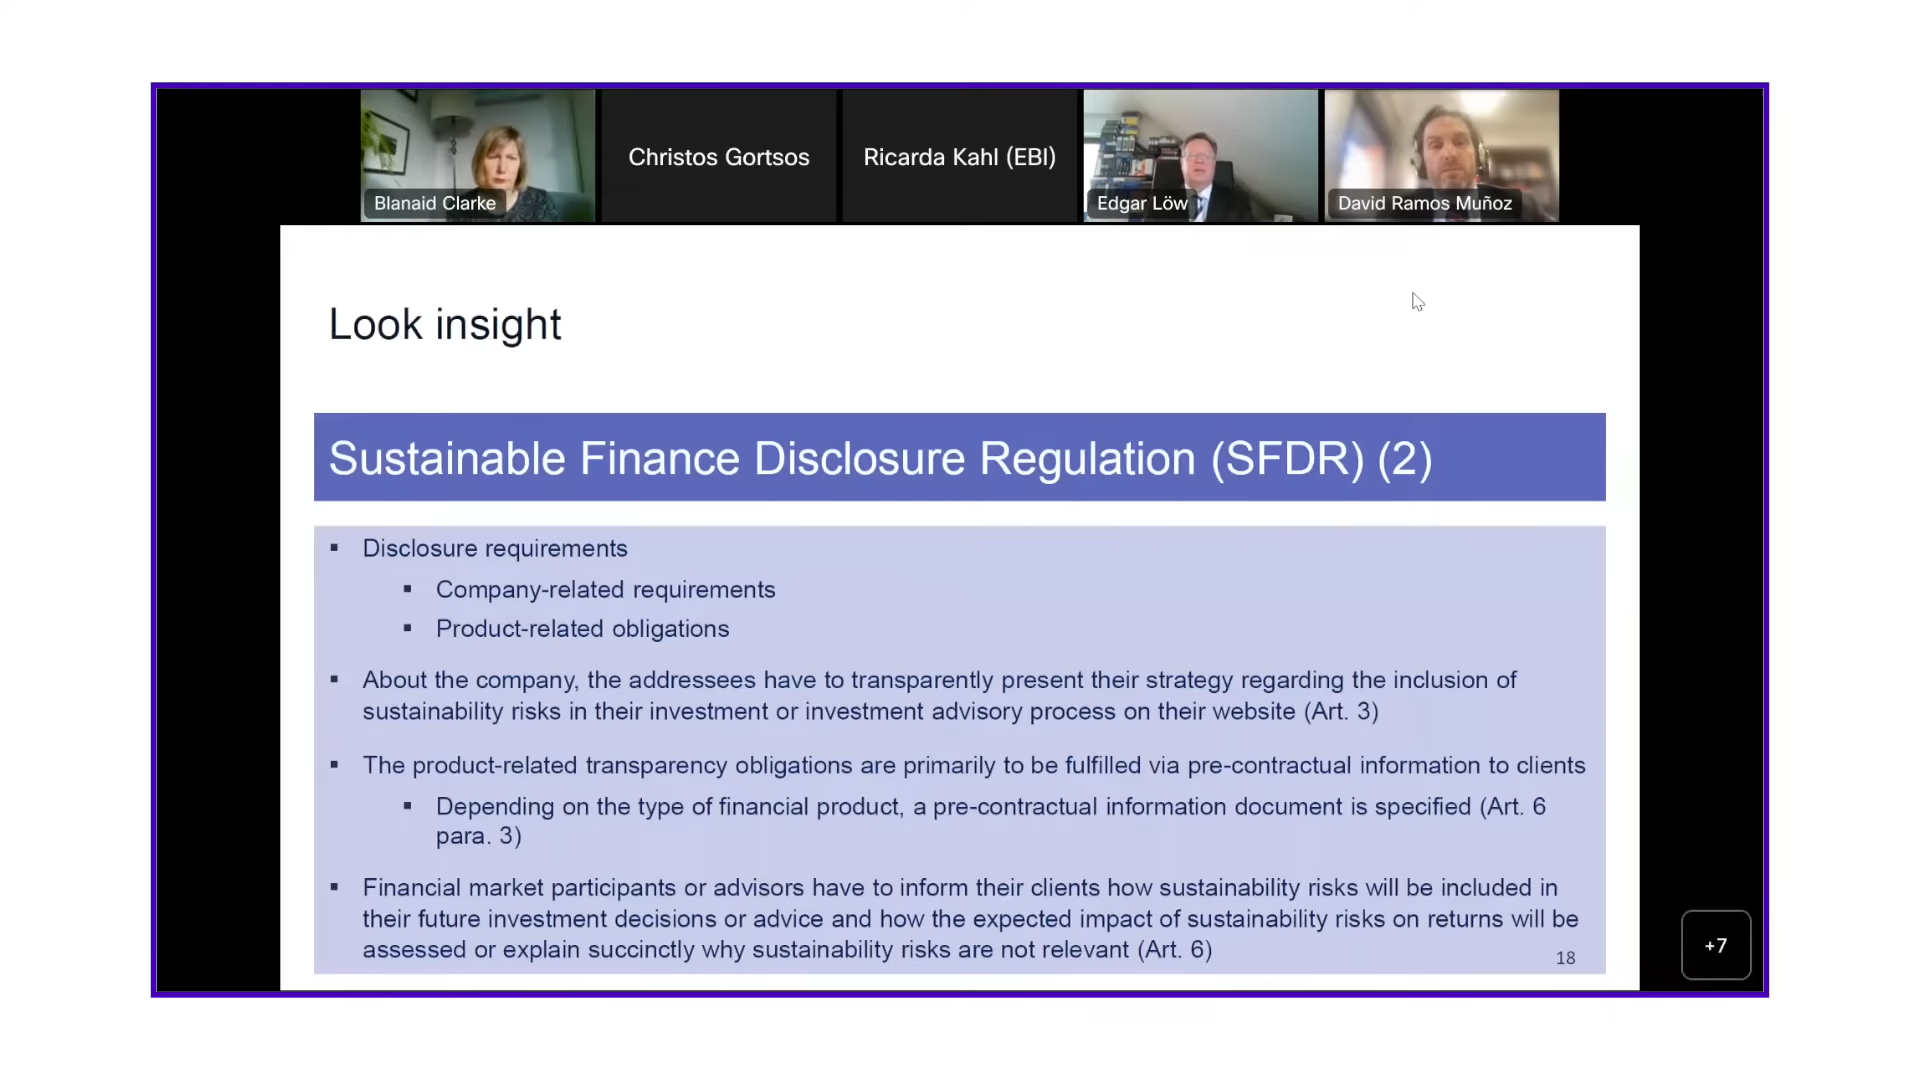 Blanaid Clarke
Christos Gortsos
Ricarda Kahl (EBI)
Edgar Löw
David Ramos Muñoz
Look insight
Sustainable Finance Disclosure Regulation (SFDR) (2)
▪ Disclosure requirements
▪ Company-related requirements
▪ Product-related obligations
▪ About the company, the addressees have to transparently present their strategy regarding the inclusion of
sustainability risks in their investment or investment advisory process on their website (Art. 3)
▪ The product-related transparency obligations are primarily to be fulfilled via pre-contractual information to clients
▪ Depending on the type of financial product, a pre-contractual information document is specified (Art. 6
para. 3)
▪ Financial market participants or advisors have to inform their clients how sustainability risks will be included in
their future investment decisions or advice and how the expected impact of sustainability risks on returns will be
assessed or explain succinctly why sustainability risks are not relevant (Art. 6)
18
+7